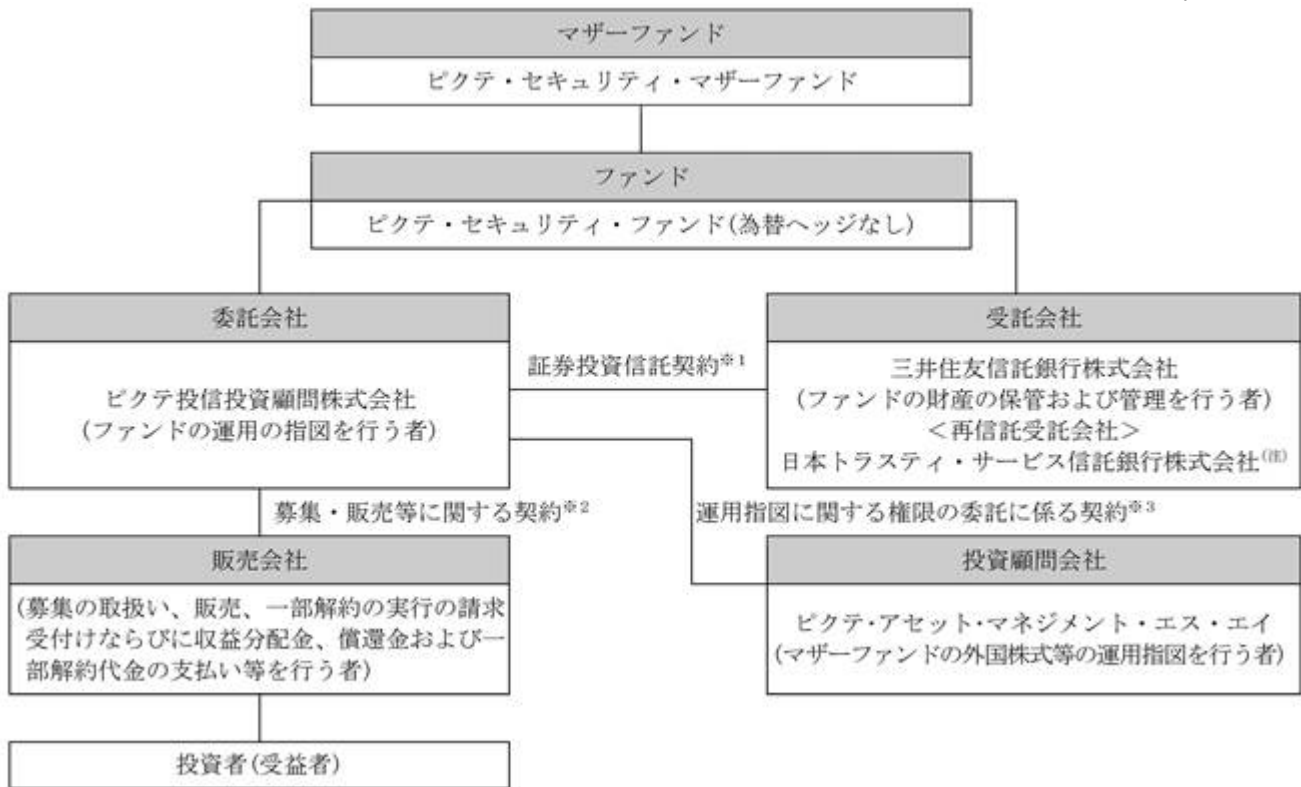 マザーファンド
ピクテ・セキュリティ・マザーファンド
ファンド
ピクテ・セキュリティ・ファンド(為替ヘッジなし)
委託会社
ピクテ投信投資顧問株式会社
(ファンドの運用の指図を行う者)
証券投資信託契約※1
受託会社
三井住友信託銀行株式会社
(ファンドの財産の保管および管理を行う者)
＜再信託受託会社＞
日本トラスティ・サービス信託銀行株式会社(注)
募集・販売等に関する契約※2
運用指図に関する権限の委託に係る契約※3
販売会社
(募集の取扱い、販売、一部解約の実行の請求
受付けならびに収益分配金、償還金および一
部解約代金の支払い等を行う者)
投資顧問会社
ピクテ・アセット・マネジメント・エス・エイ
(マザーファンドの外国株式等の運用指図を行う者)
投資者(受益者)